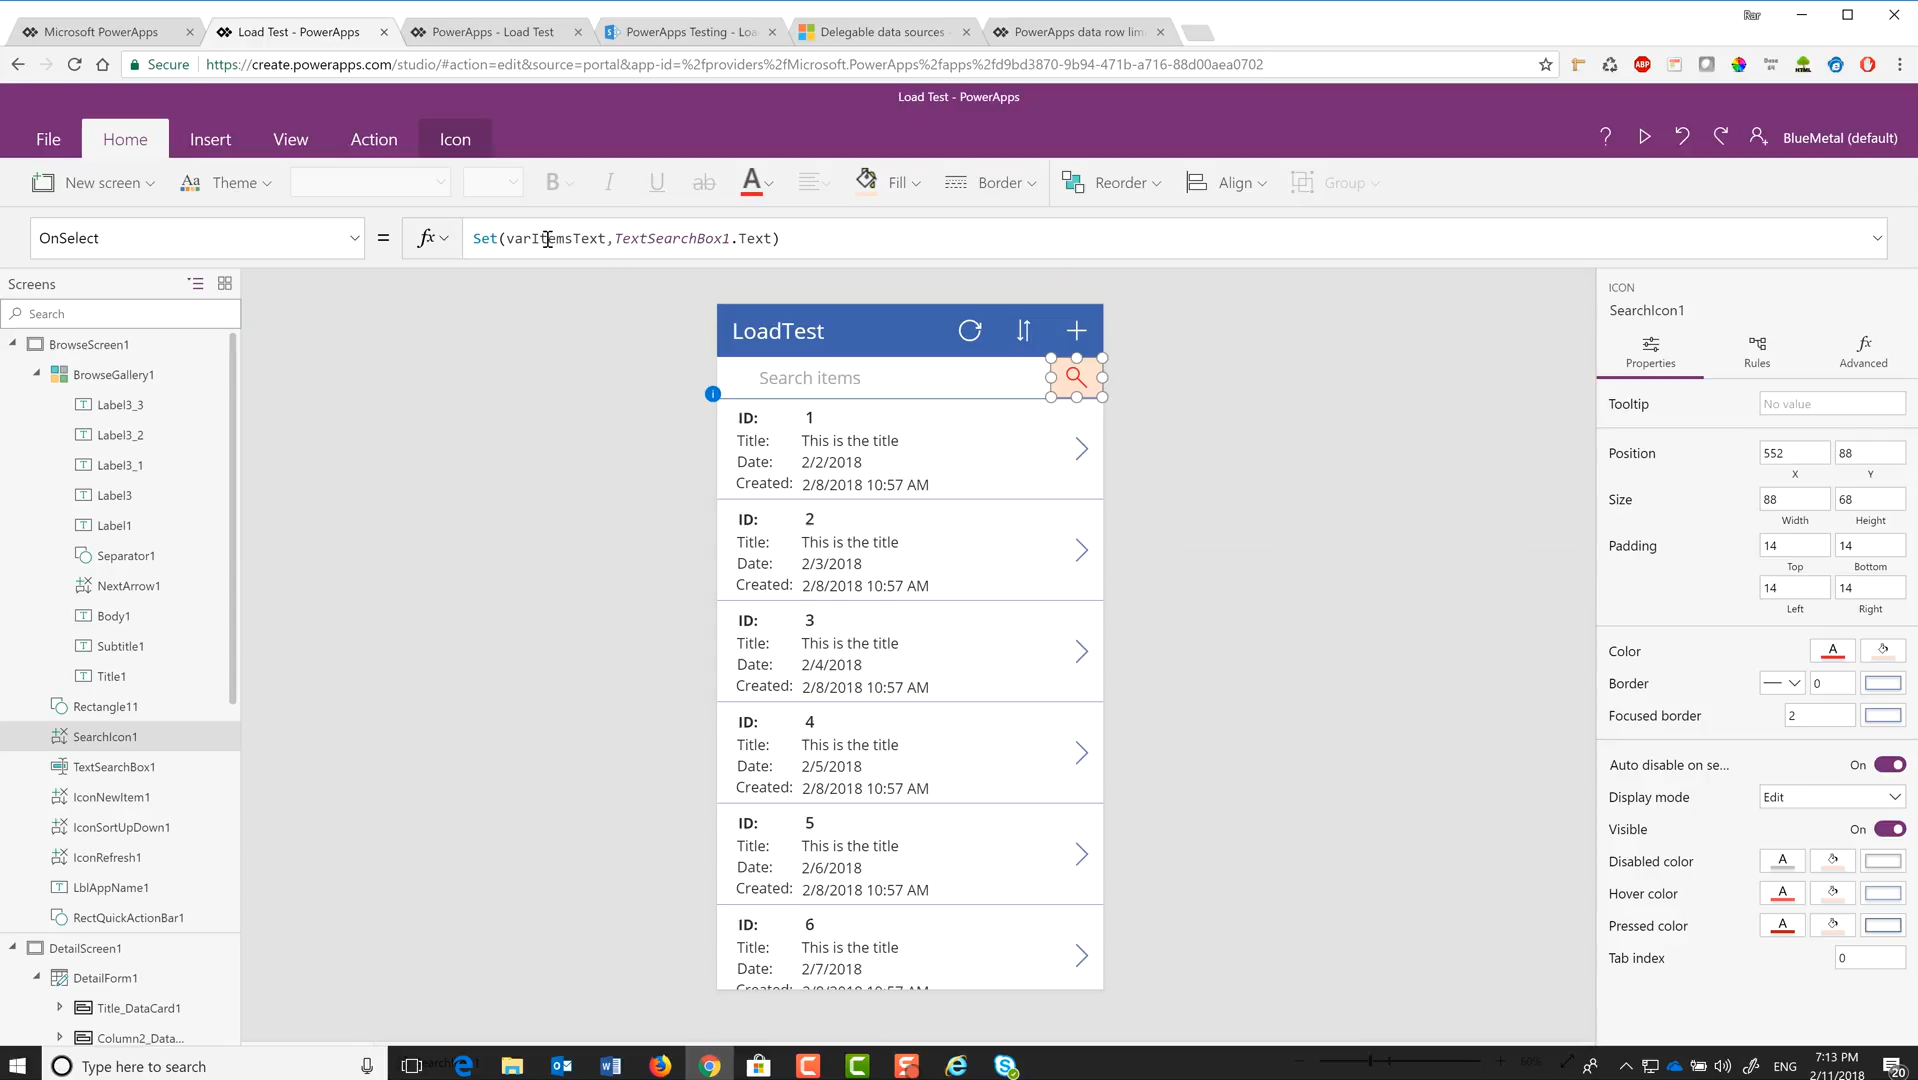 Microsoft PowerApps
Load Test - PowerApps
PowerApps - Load Test
PowerApps Testing - Loa
Delegable data sources -
PowerApps data row lim
Rar
Secure
https://create.powerapps.com/studio/#action=edit&source=portal&app-id=%2fproviders%2fMicrosoft.PowerApps%2fapps%2fd9bd3870-9b94-471b-a716-88d00aea0702
Load Test - PowerApps
File
Home
Insert
View
Action
Icon
BlueMetal (default)
New screen
Theme
Fill
Border
Reorder
Align
Group
OnSelect
=
fx
Set(varItemsText,TextSearchBox1.Text)
Screens
Search
BrowseScreen1
BrowseGallery1
Label3_3
Label3_2
Label3_1
Label3
Label1
Separator1
NextArrow1
Body1
Subtitle1
Title1
Rectangle11
SearchIcon1
TextSearchBox1
IconNewItem1
IconSortUpDown1
IconRefresh1
LblAppName1
RectQuickActionBar1
DetailScreen1
DetailForm1
Title_DataCard1
Column2_Data...
LoadTest
Search items
ID: 1
Title: This is the title
Date: 2/2/2018
Created: 2/8/2018 10:57 AM
ID: 2
Title: This is the title
Date: 2/3/2018
Created: 2/8/2018 10:57 AM
ID: 3
Title: This is the title
Date: 2/4/2018
Created: 2/8/2018 10:57 AM
ID: 4
Title: This is the title
Date: 2/5/2018
Created: 2/8/2018 10:57 AM
ID: 5
Title: This is the title
Date: 2/6/2018
Created: 2/8/2018 10:57 AM
ID: 6
Title: This is the title
Date: 2/7/2018
Created: 2/8/2018 10:57 AM
ICON
SearchIcon1
Properties
Rules
Advanced
Tooltip No value
Position 552 88
X Y
Size 88 68
Width Height
Padding 14 14
Top Bottom
14 14
Left Right
Color
Border 0
Focused border 2
Auto disable on se... On
Display mode Edit
Visible On
Disabled color
Hover color
Pressed color
Tab index 0
60%
Type here to search
ENG
7:13 PM
2/11/2018
20